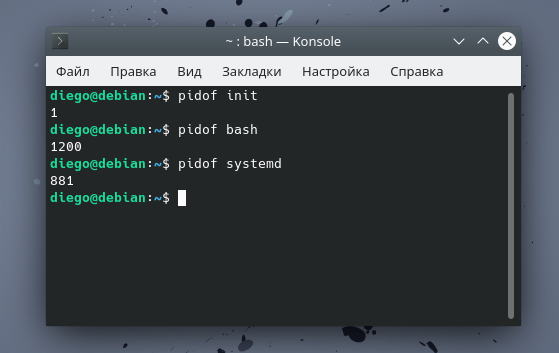 ~ : bash — Konsole
Файл Правка Вид Закладки Настройка Справка
diego@debian:~$ pidof init
1
diego@debian:~$ pidof bash
1200
diego@debian:~$ pidof systemd
881
diego@debian:~$